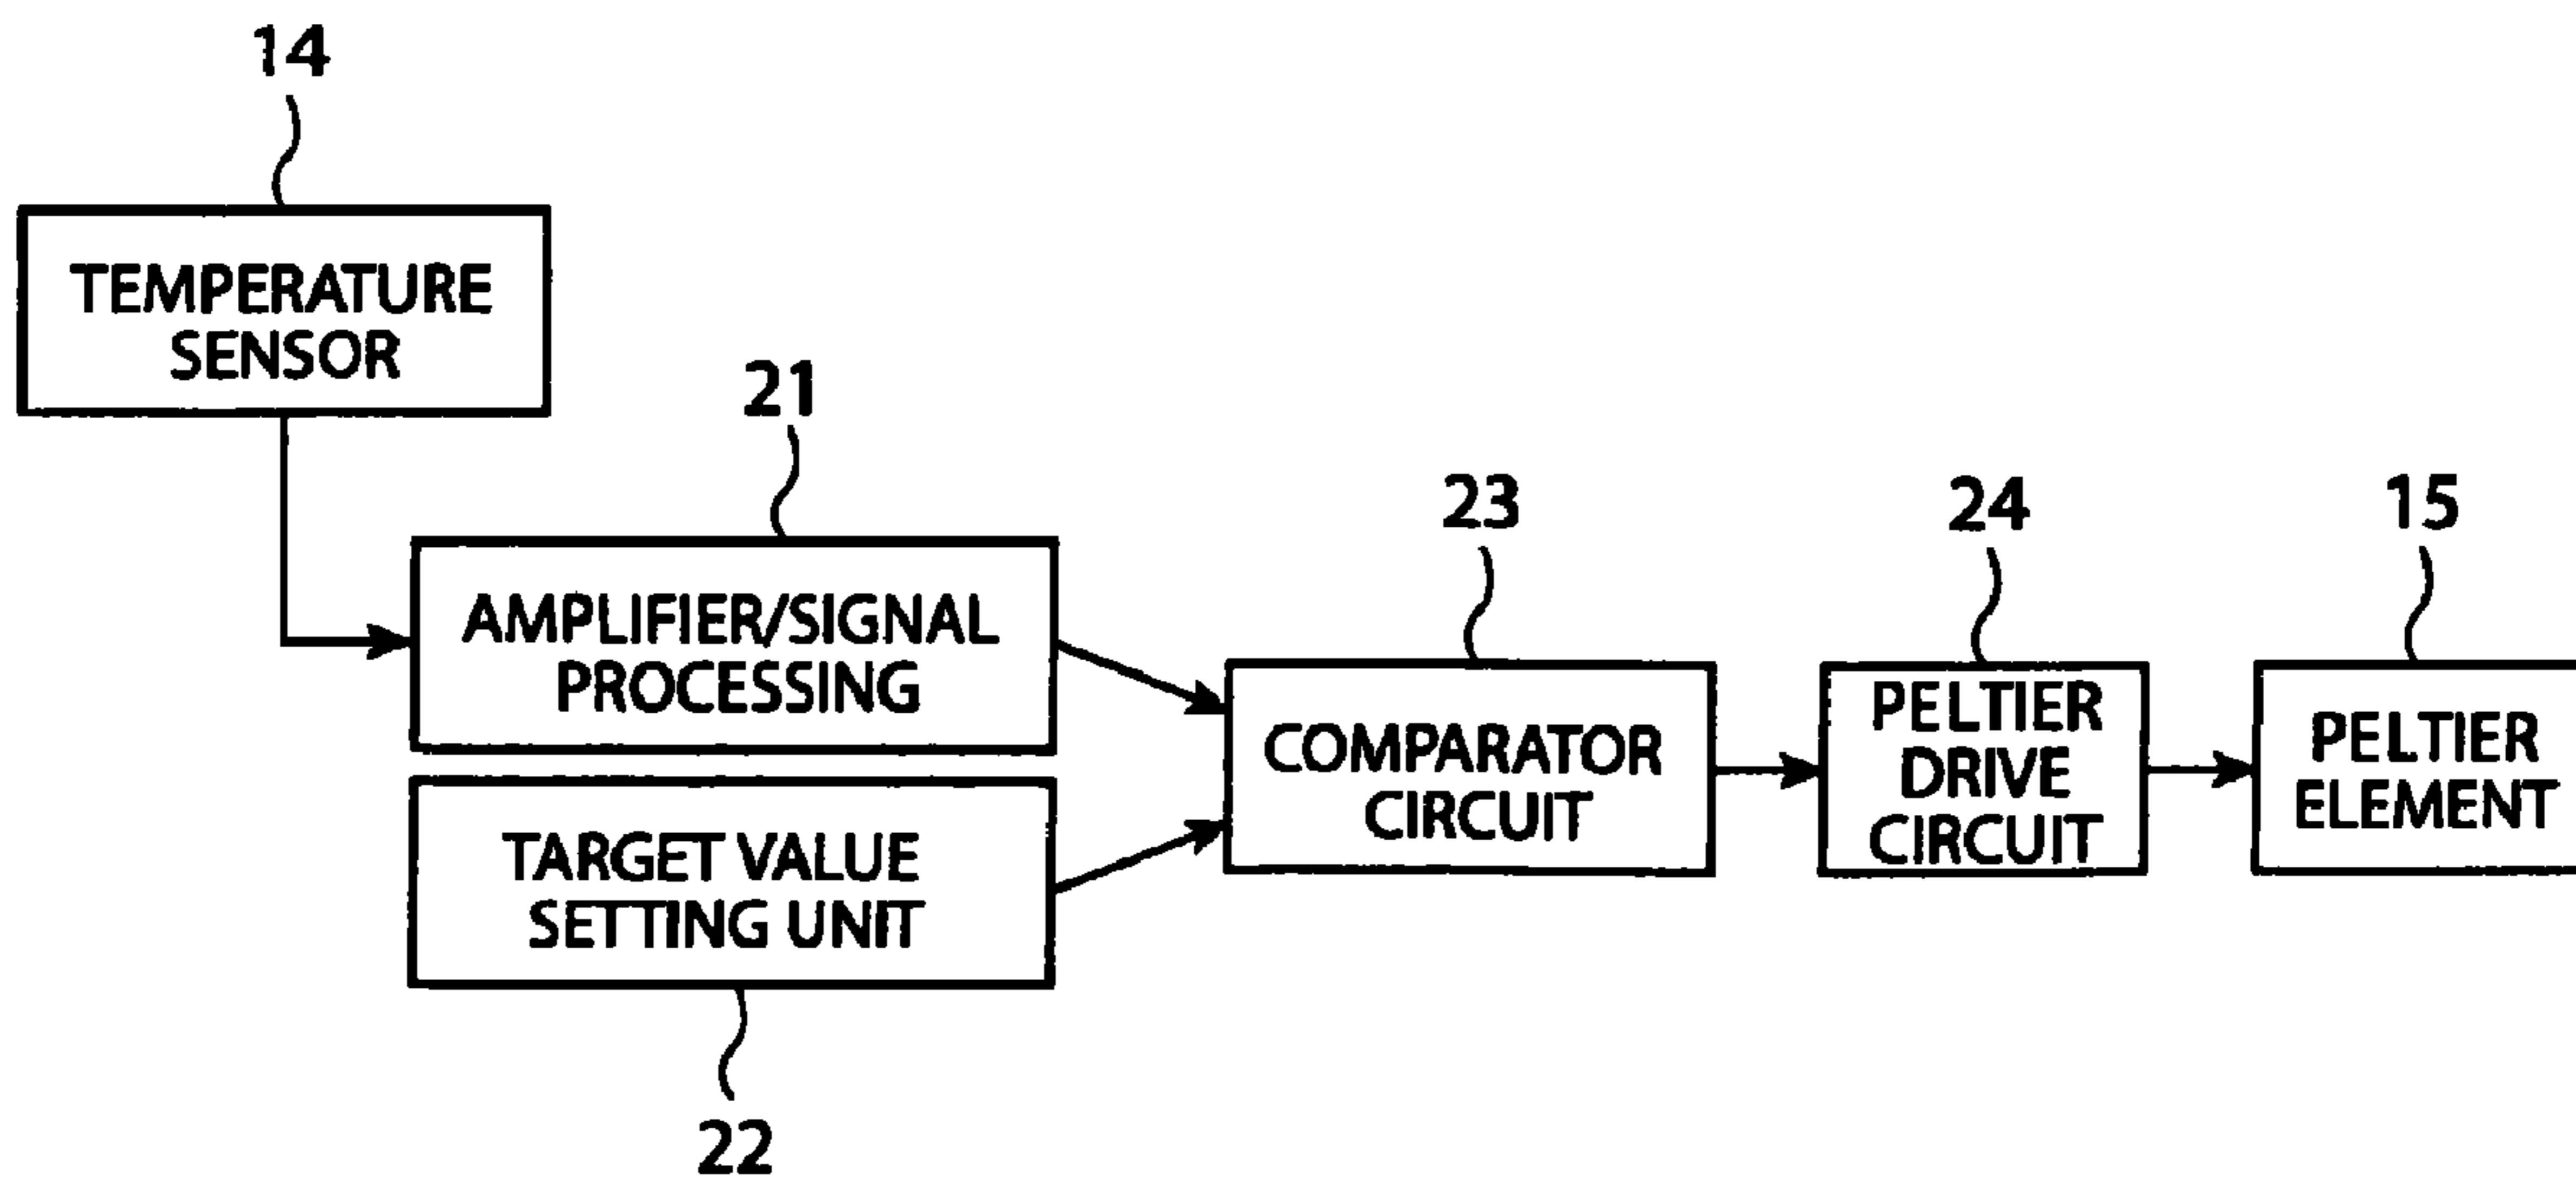 14
TEMPERATURE
SENSOR
21
AMPLIFIER/SIGNAL
PROCESSING
TARGET VALUE
SETTING UNIT
22
23
COMPARATOR
CIRCUIT
24
PELTIER
DRIVE
CIRCUIT
15
PELTIER
ELEMENT